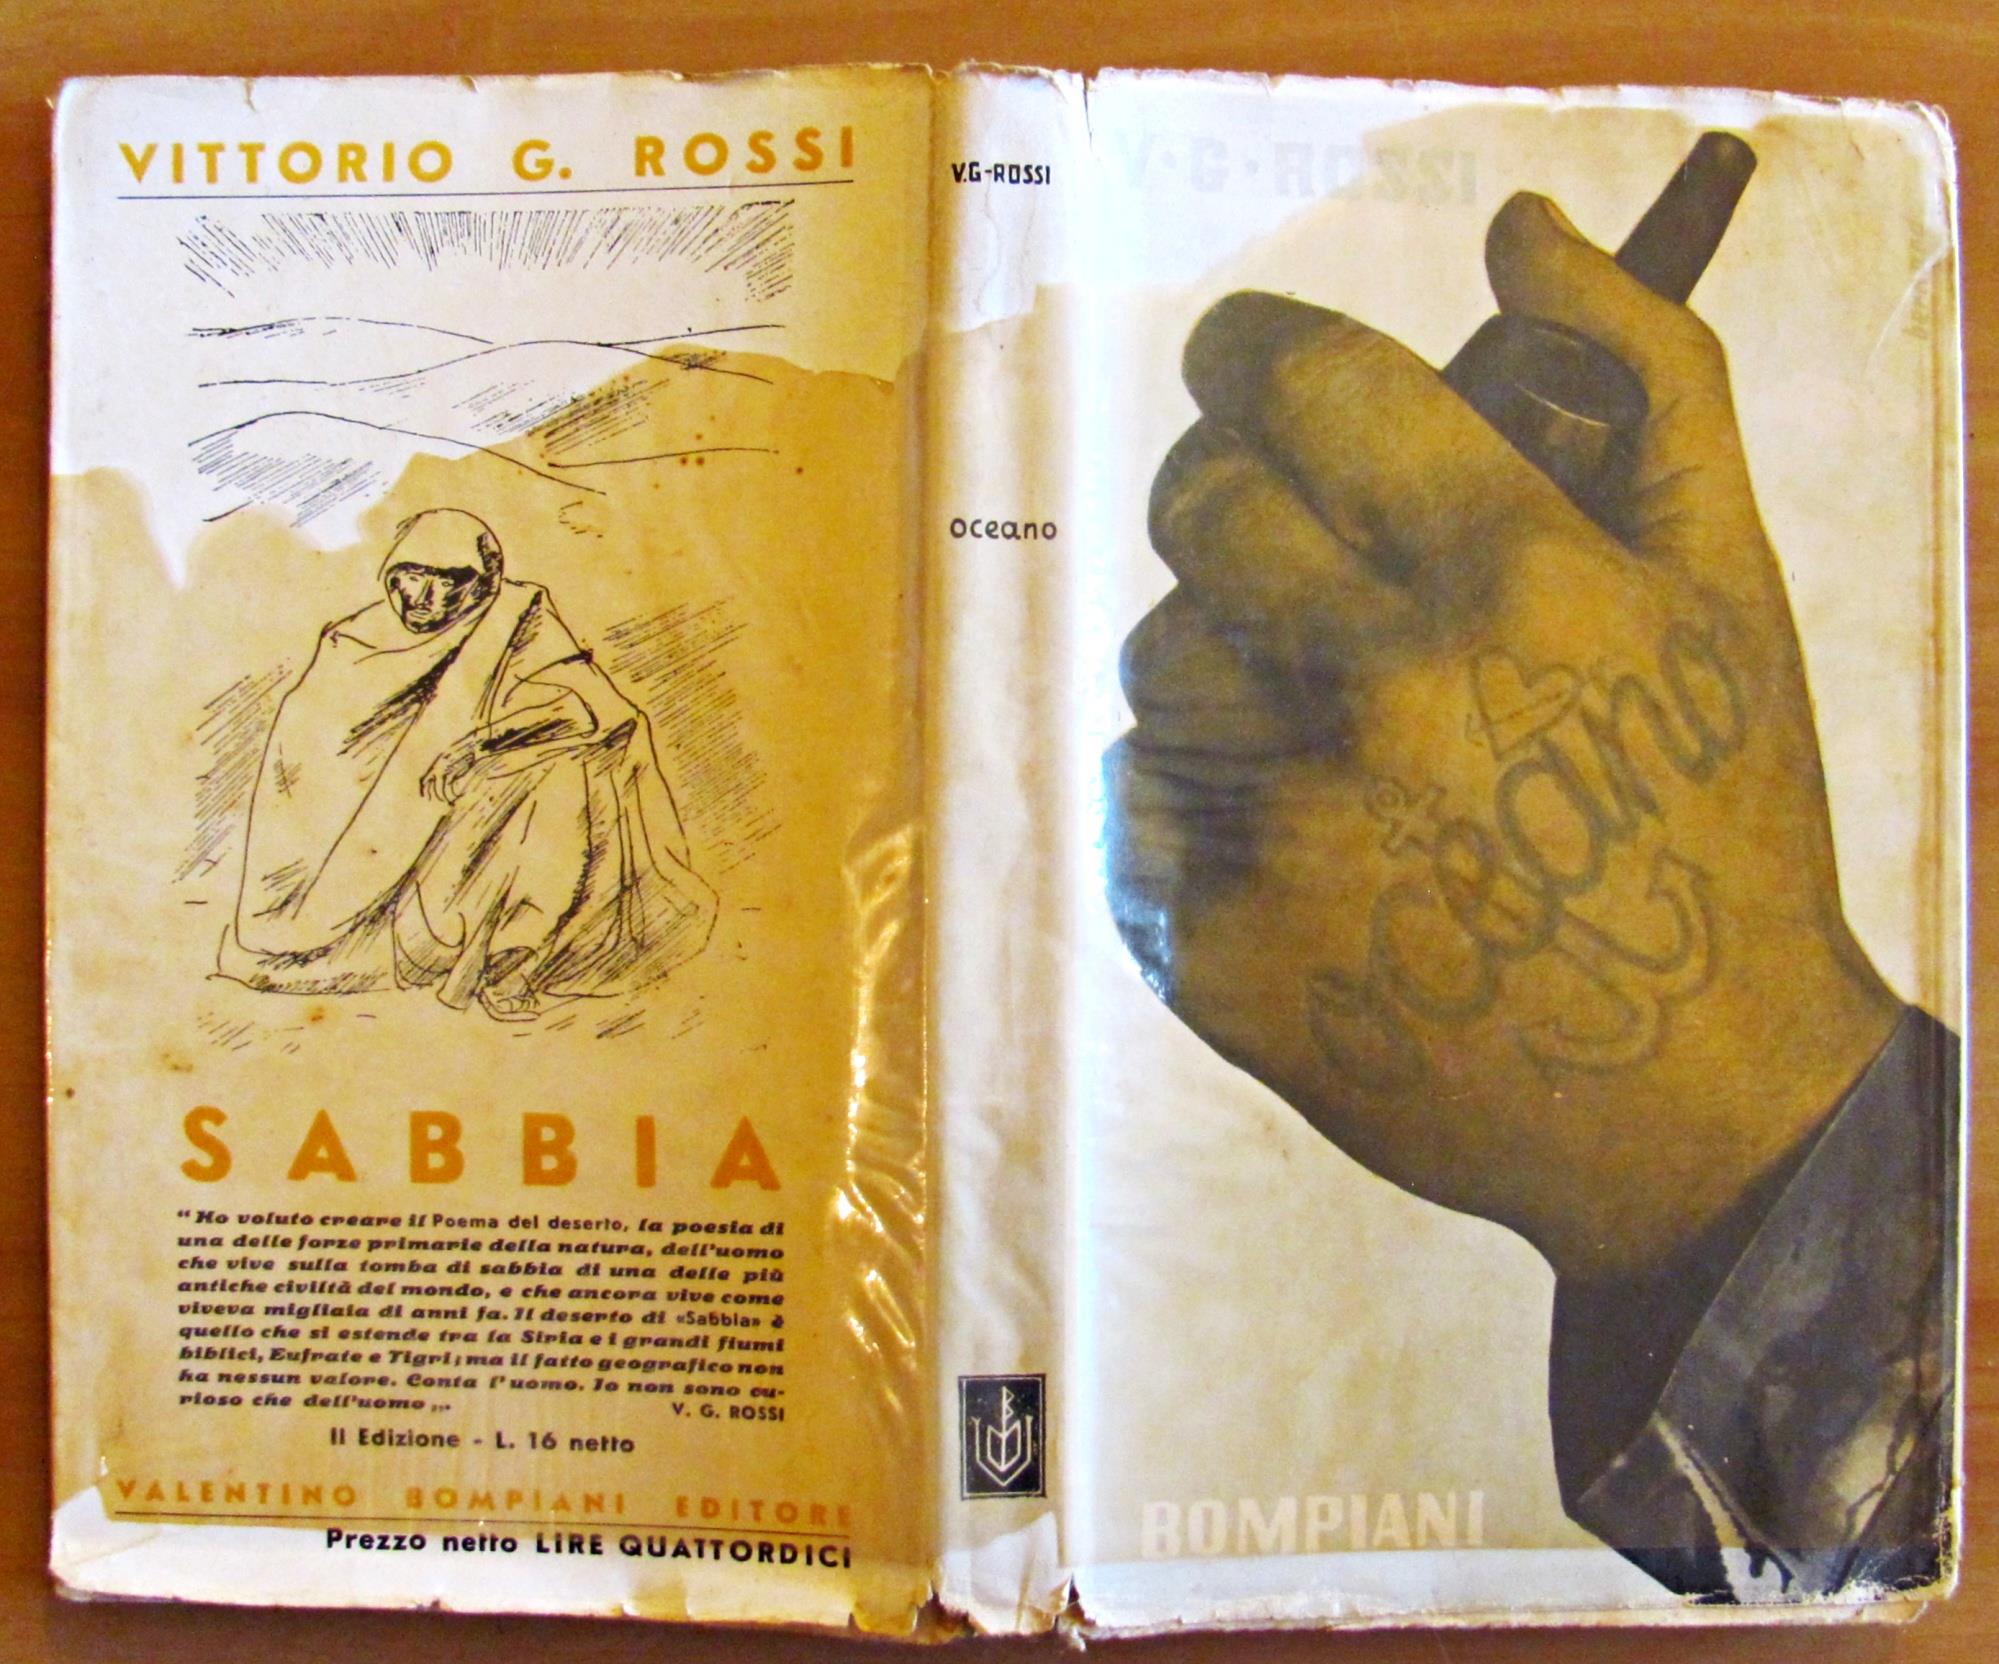 VITTORIO G. ROSSI
SABBIA
"Ho voluto creare il Poema del deserto, la poesia di
una delle forze primarie della natura, dell'uomo
che vive sulla tomba di sabbia di una delle più
antiche civiltà del mondo, e che ancora vive come
viveva migliaia di anni fa. Il deserto di «Sabbia» è
quello che si estende tra la Siria e i grandi fiumi
biblici, Eufrate e Tigri; ma il fatto geografico non
ha nessun valore. Conta l'uomo. Io non sono cu-
rioso che dell'uomo „.
V. G. ROSSI
II Edizione - L. 16 netto
VALENTINO BOMPIANI EDITORE
Prezzo netto LIRE QUATTORDICI
V.G-ROSSI
oceano
V·G·ROSSI
oceano
BOMPIANI